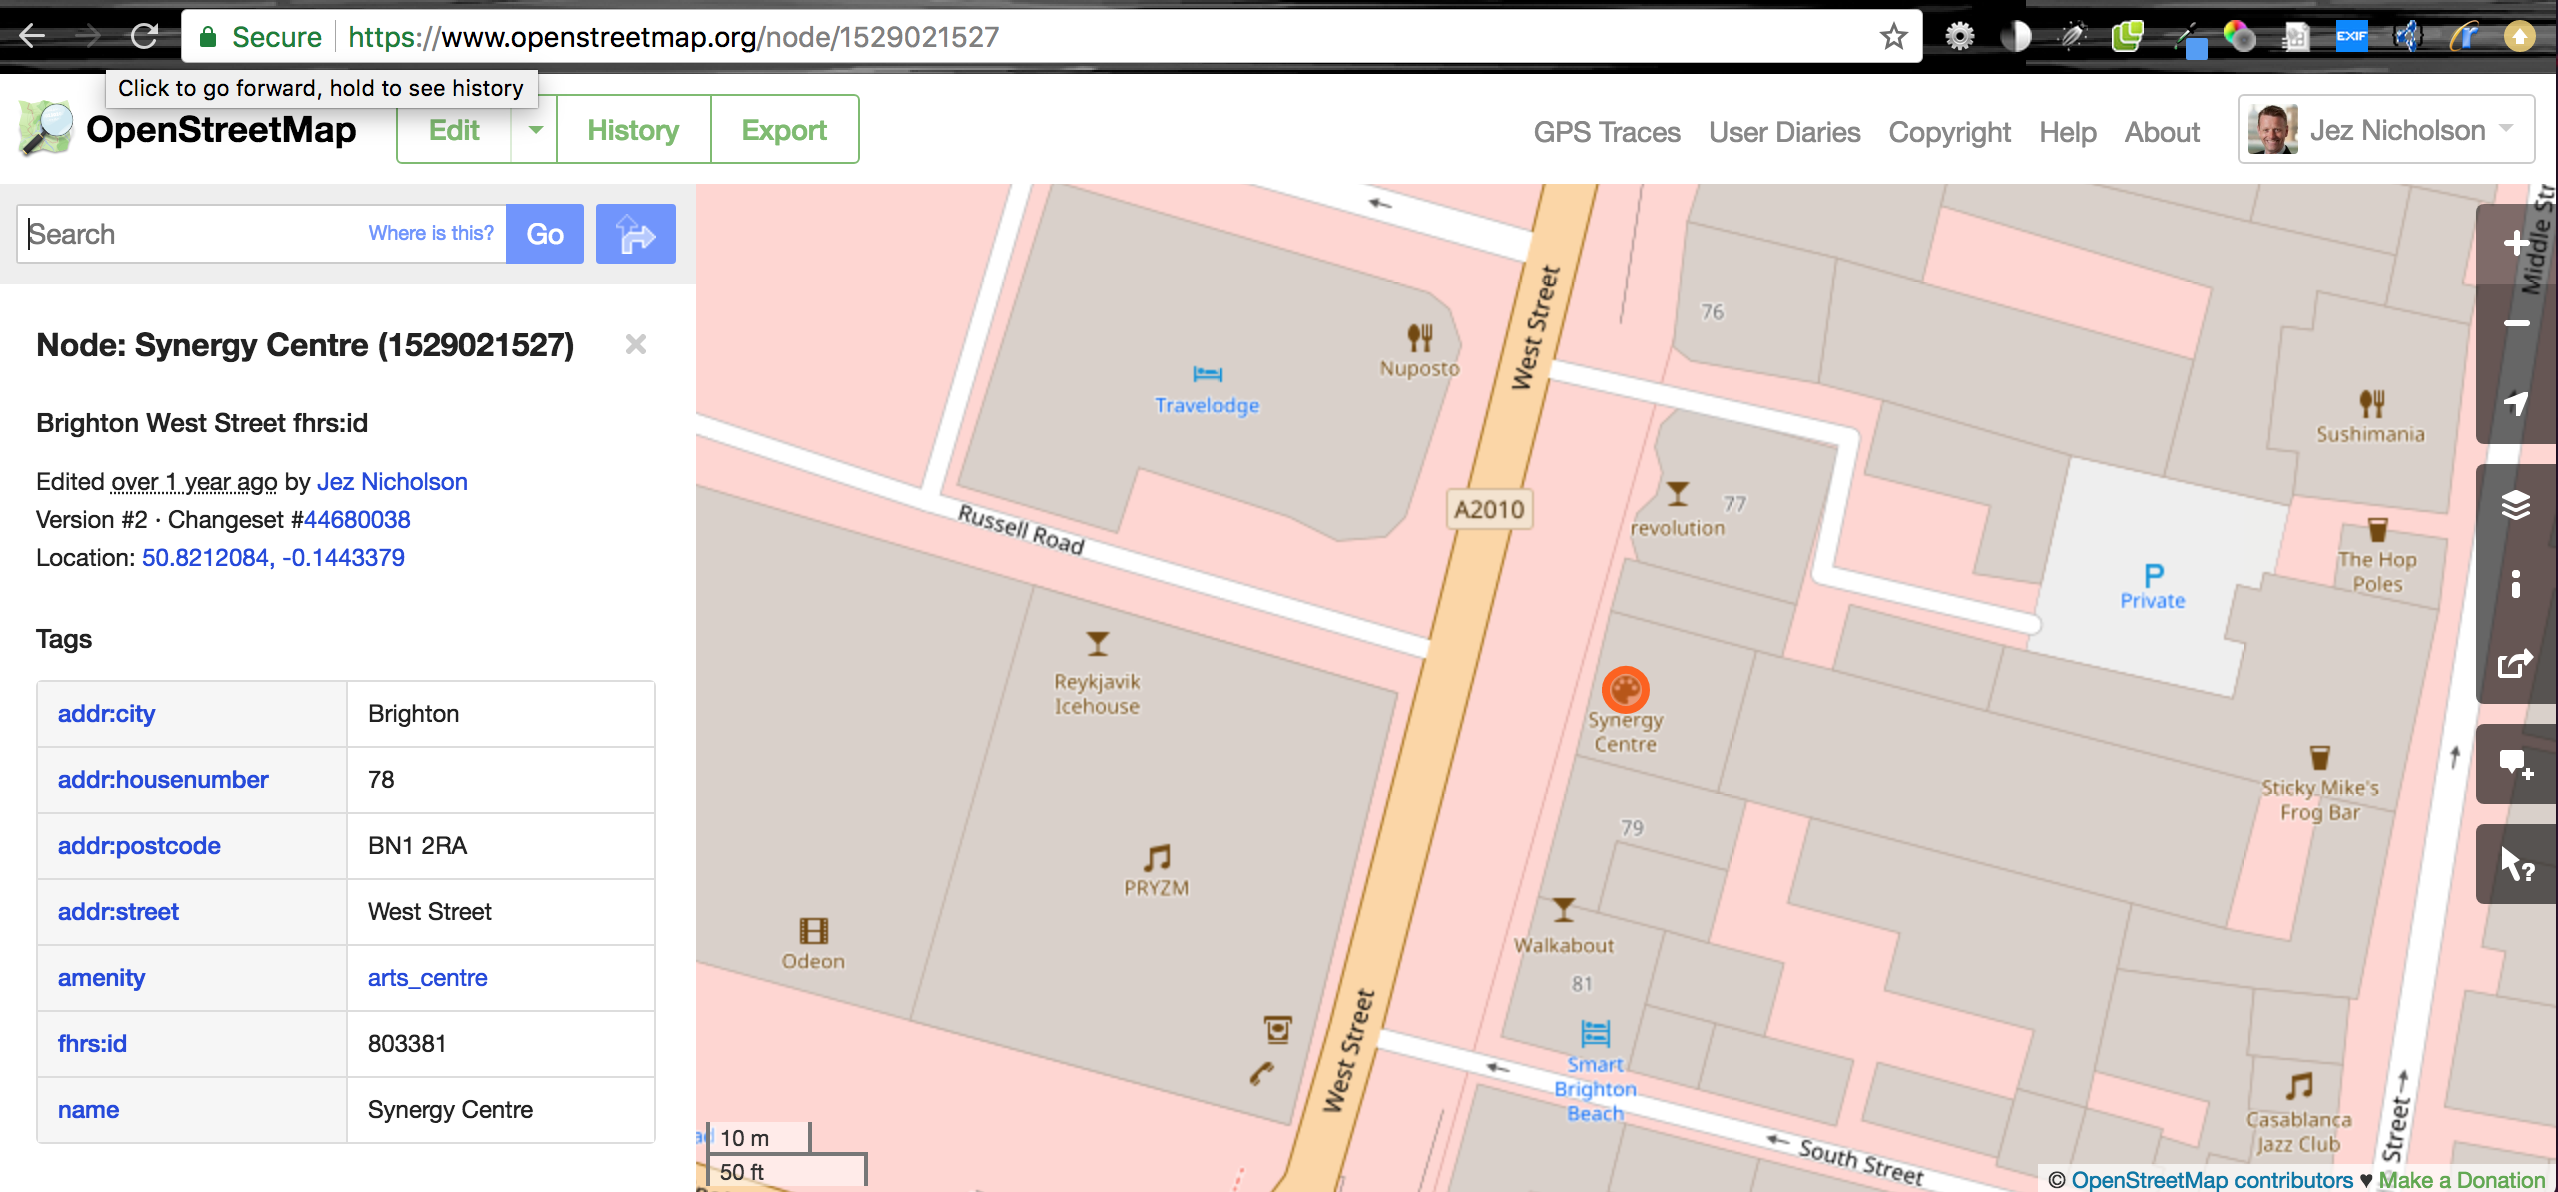 Secure
https://www.openstreetmap.org/node/1529021527
EXIF
Click to go forward, hold to see history
OpenStreetMap
Edit
History
Export
GPS Traces
User Diaries
Copyright
Help
About
Jez Nicholson
Search
Where is this?
Go
Node: Synergy Centre (1529021527)
Brighton West Street fhrs:id
Edited over 1 year ago by Jez Nicholson
Version #2 · Changeset #44680038
Location: 50.8212084, -0.1443379
Tags
addr:city Brighton
addr:housenumber 78
addr:postcode BN1 2RA
addr:street West Street
amenity arts_centre
fhrs:id 803381
name Synergy Centre
West Street
76
Middle Str
Nuposto
Travelodge
Sushimania
A2010
77
revolution
Russell Road
The Hop
Poles
P
Private
Reykjavik
Icehouse
Synergy
Centre
Sticky Mike's
Frog Bar
79
PRYZM
Walkabout
Odeon
81
West Street
Smart
Brighton
Beach
Casablanca
Jazz Club
South Street
Street
10 m
50 ft
© OpenStreetMap contributors ♥ Make a Donation